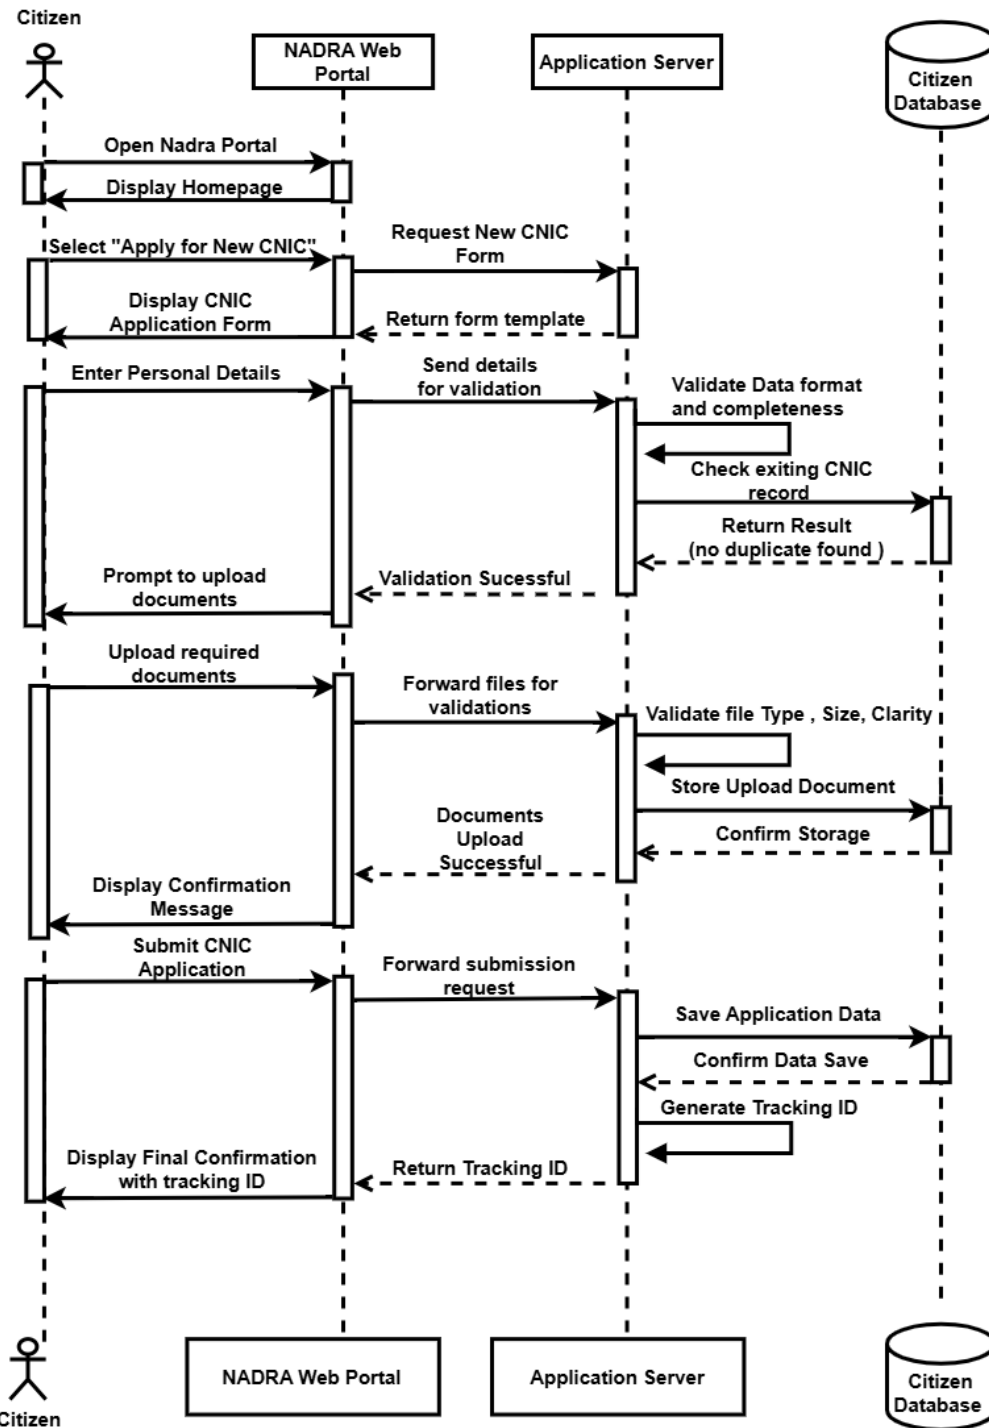 Citizen
NADRA Web
Portal
Application Server
Citizen
Database
Open Nadra Portal
Display Homepage
Select "Apply for New CNIC"
Request New CNIC
Form
Display CNIC
Application Form
Return form template
Enter Personal Details
Send details
for validation
Validate Data format
and completeness
Check exiting CNIC
record
Return Result
(no duplicate found )
Validation Sucessful
Prompt to upload
documents
Upload required
documents
Forward files for
validations
Validate file Type , Size, Clarity
Store Upload Document
Confirm Storage
Documents
Upload
Successful
Display Confirmation
Message
Submit CNIC
Application
Forward submission
request
Save Application Data
Confirm Data Save
Generate Tracking ID
Return Tracking ID
Display Final Confirmation
with tracking ID
Citizen
NADRA Web Portal
Application Server
Citizen
Database